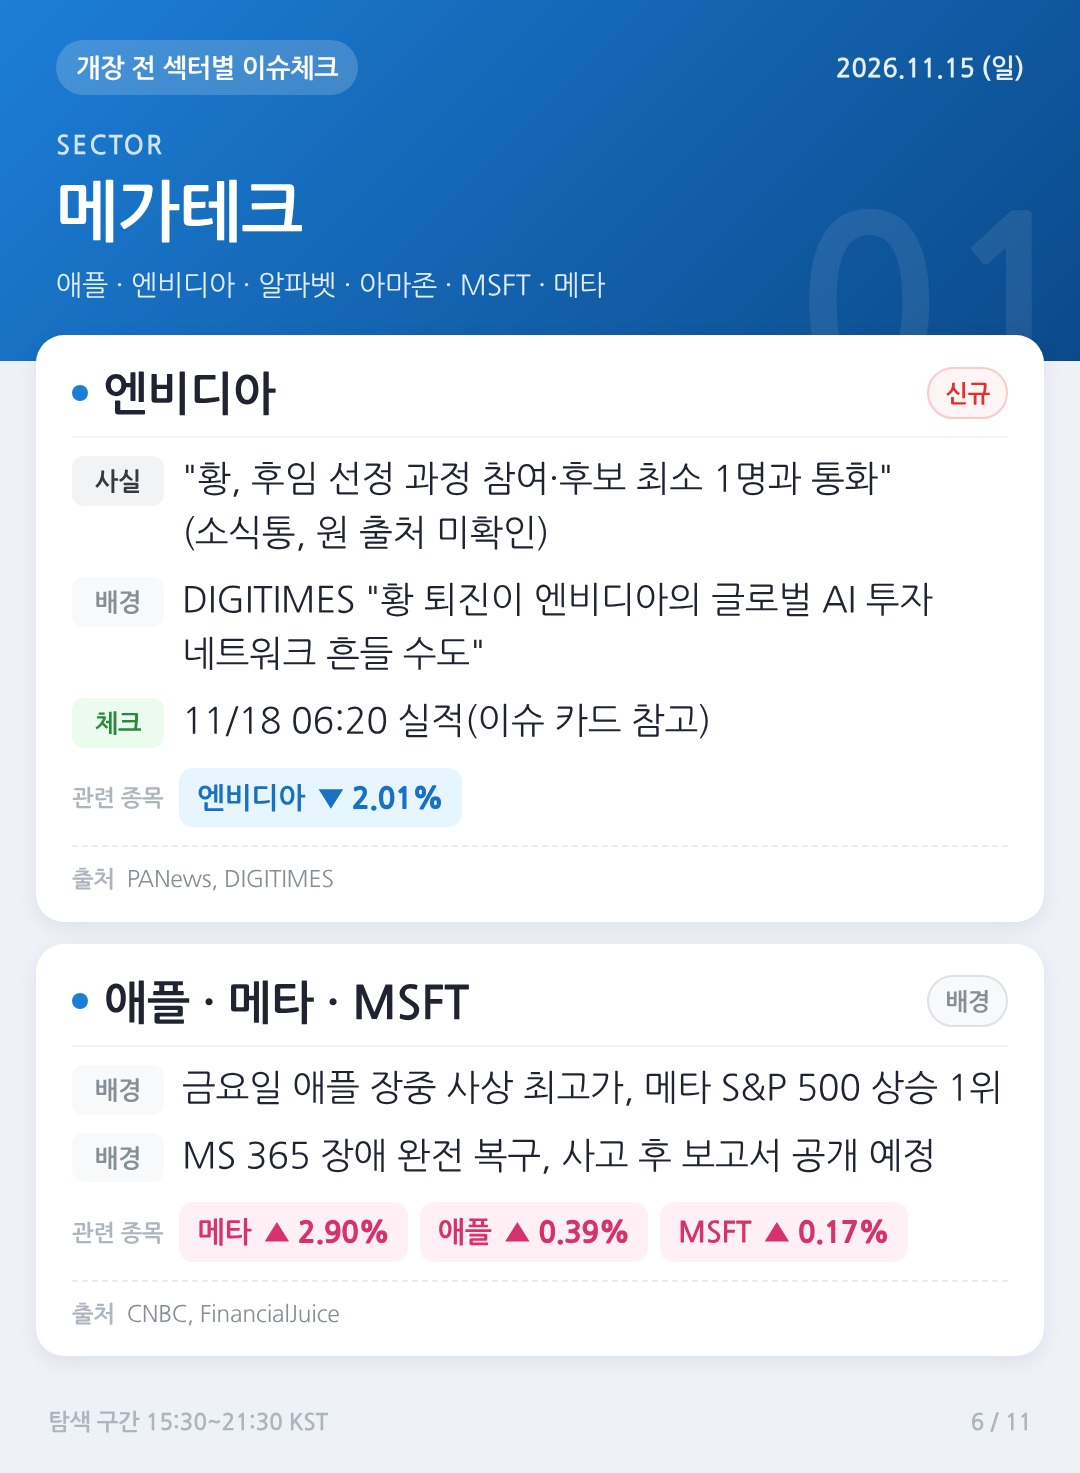 개장 전 섹터별 이슈체크
2026.11.15 (일)
SECTOR
메가테크
01
애플 · 엔비디아 · 알파벳 · 아마존 · MSFT · 메타
엔비디아
신규
사실 "황, 후임 선정 과정 참여·후보 최소 1명과 통화"
(소식통, 원 출처 미확인)
배경 DIGITIMES "황 퇴진이 엔비디아의 글로벌 AI 투자
네트워크 흔들 수도"
체크 11/18 06:20 실적(이슈 카드 참고)
관련 종목 엔비디아 ▼ 2.01%
출처 PANews, DIGITIMES
애플 · 메타 · MSFT
배경
배경 금요일 애플 장중 사상 최고가, 메타 S&P 500 상승 1위
배경 MS 365 장애 완전 복구, 사고 후 보고서 공개 예정
관련 종목 메타 ▲ 2.90% 애플 ▲ 0.39% MSFT ▲ 0.17%
출처 CNBC, FinancialJuice
탐색 구간 15:30~21:30 KST
6 / 11